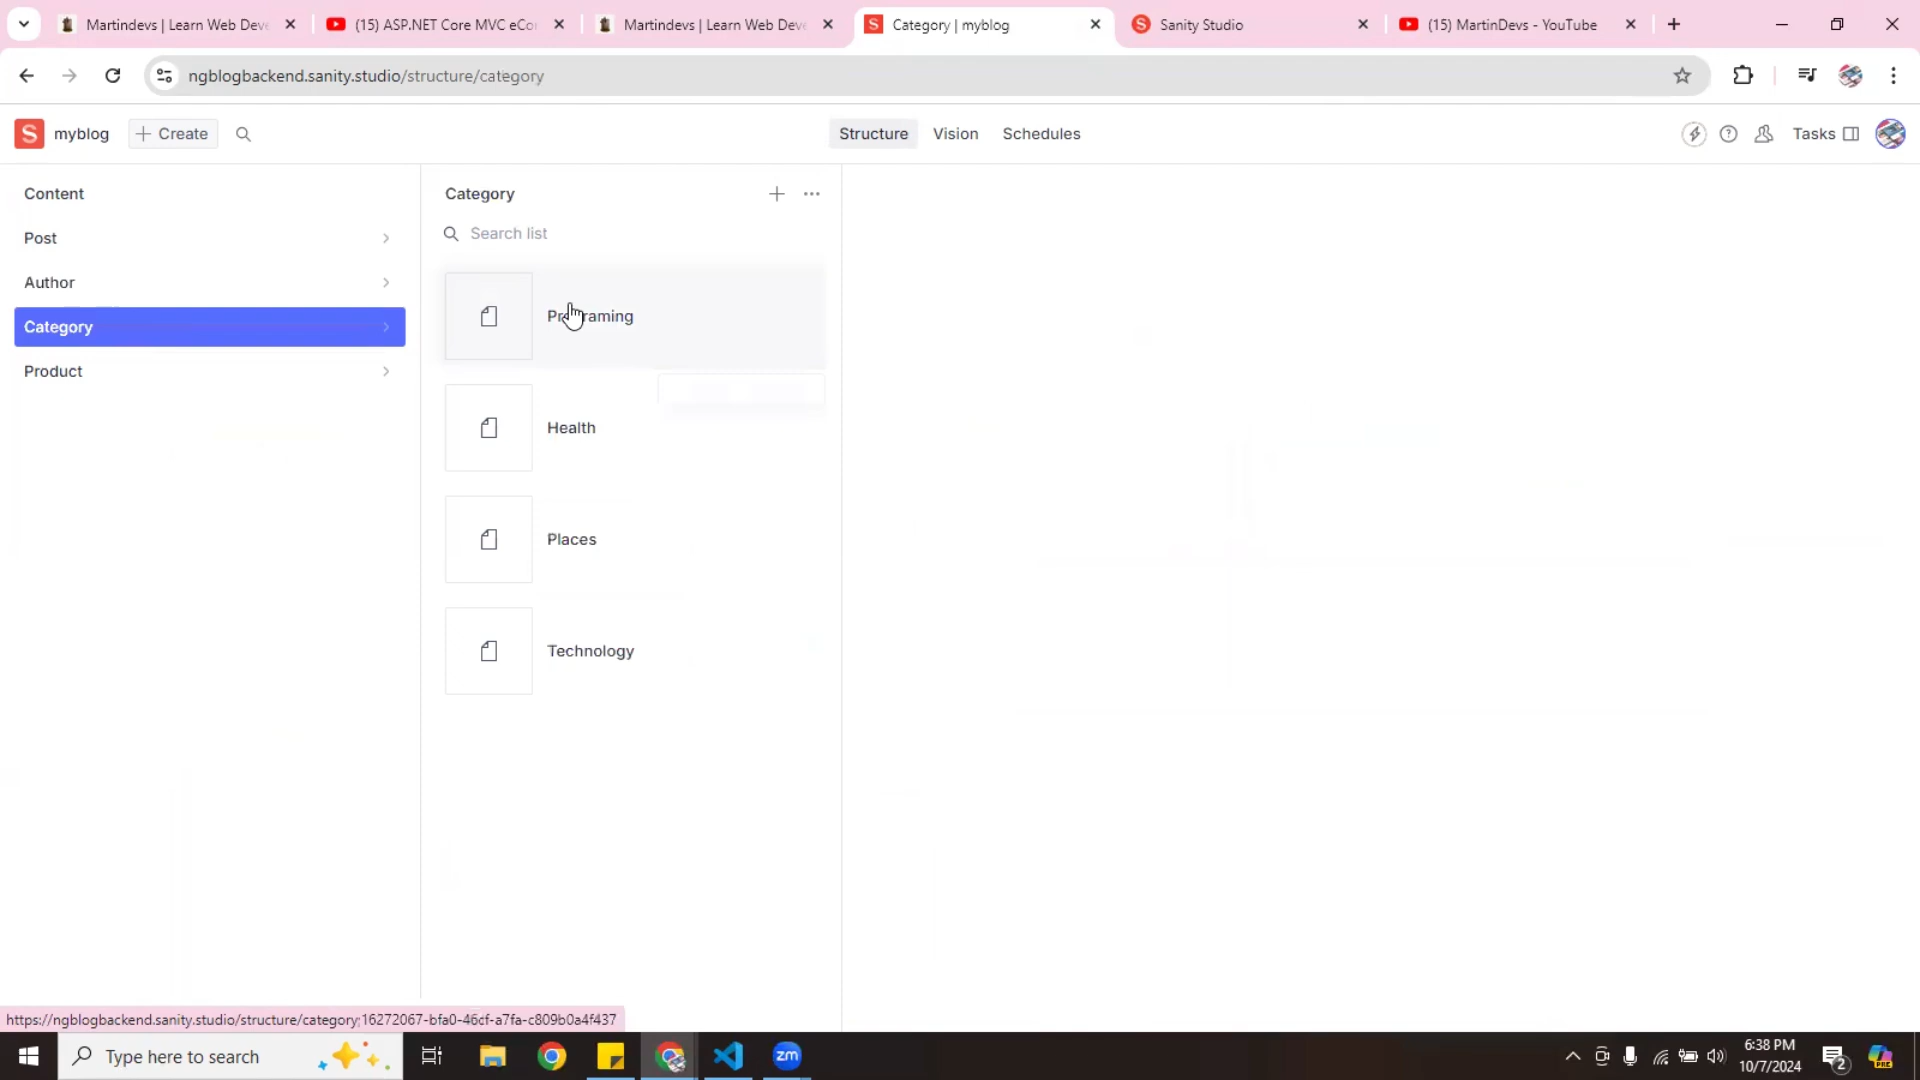 Martindevs | Learn Web Deve
(15) ASP.NET Core MVC eCo
Martindevs | Learn Web Deve
Category | myblog
Sanity Studio
(15) MartinDevs - YouTube
ngblogbackend.sanity.studio/structure/category
S myblog
Create
Structure
Vision
Schedules
Tasks
Content
Category
Post
Search list
Author
Category
Product
Health
Places
Technology
https://ngblogbackend.sanity.studio/structure/category;16272067-bfa0-46cf-a7fa-c809b0a4f437
Type here to search
zm
6:38 PM
10/7/2024
2
PRE